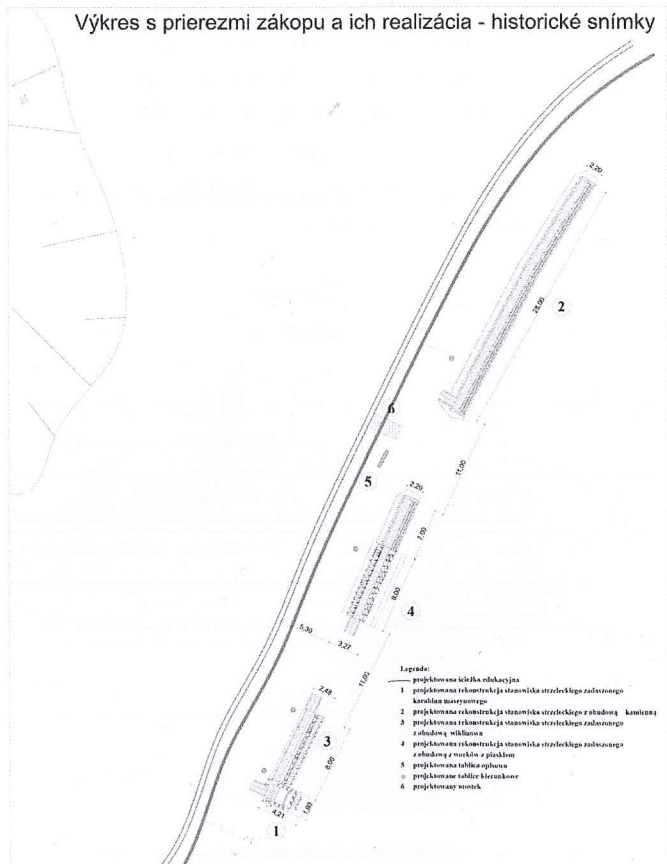 Výkres s prierezmi zákopu a ich realizácia - historické snímky
2,20
28,00
2
6
5
11,00
2,20
7,00
8,00
4
5,30
3,27
11,00
2,48
3
8,00
1,80
4,21
1
Legenda:
projektowana ścieżka edukacyjna
1 projektowana rekonstrukcja stanowiska strzeleckiego zadaszonego
karabinu maszynowego
2 projektowana rekonstrukcja stanowiska strzeleckiego z obudową kamienną
3 projektowana rekonstrukcja stanowiska strzeleckiego zadaszonego
z obudową wiklinowa
4 projektowana rekonstrukcja stanowiska strzeleckiego zadaszonego
z obudową z worków z piaskiem
5 projektowana tablica opisowa
projektowane tablice kierunkowe
6 projektowany mostek